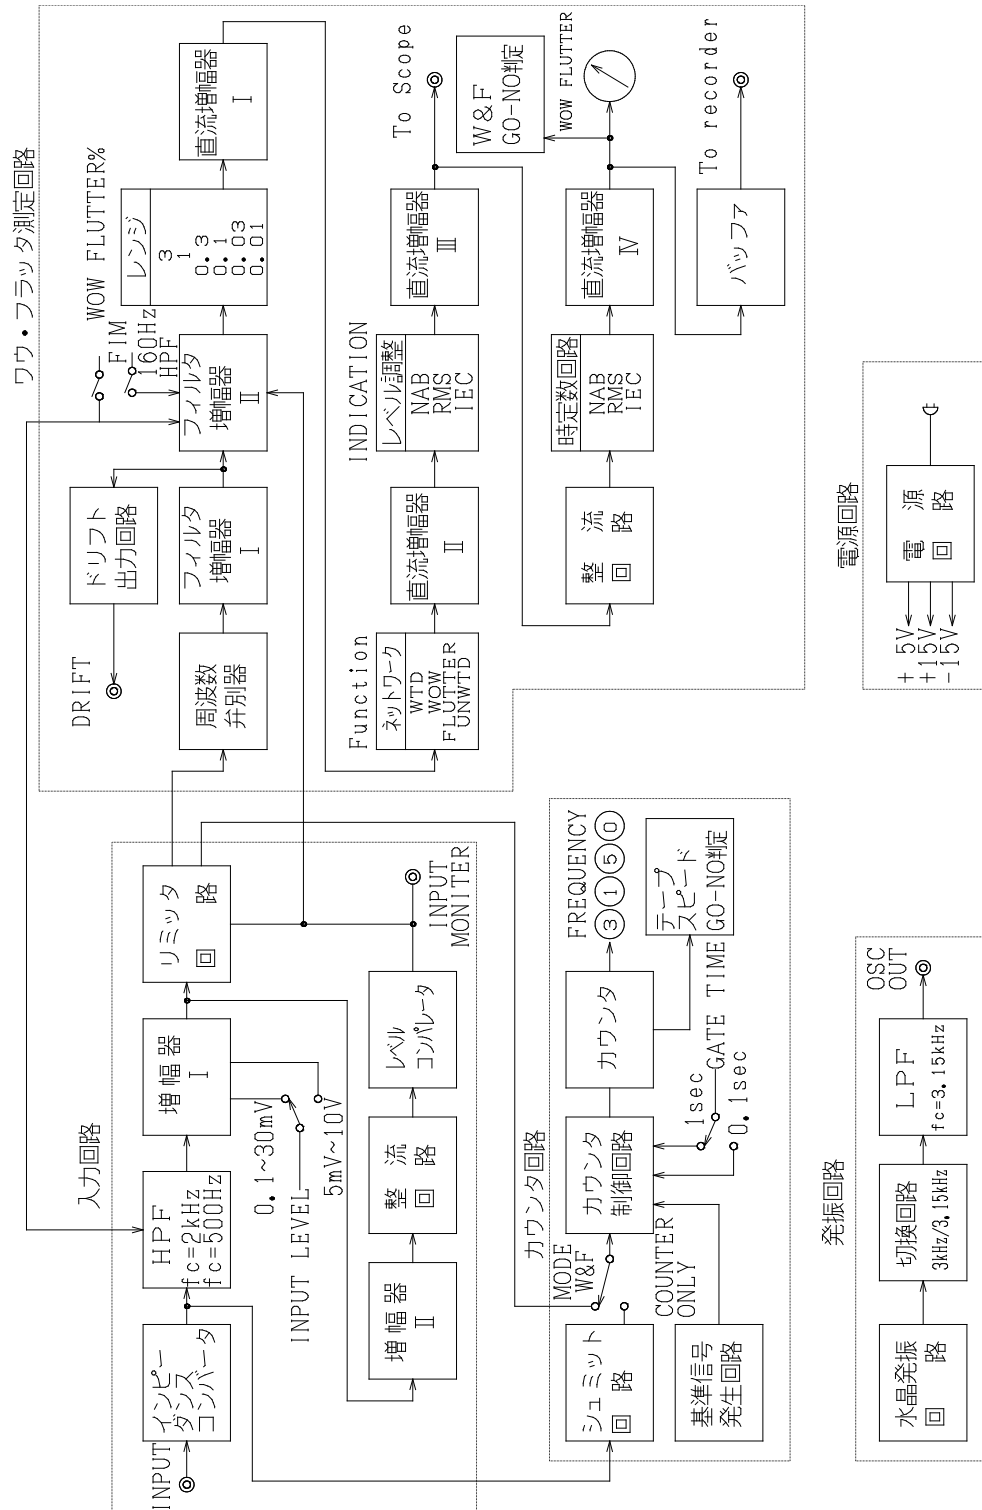 入力回路
INPUT
インピー
ダンス
コンバータ
HPF
fc=2kHz
fc=500Hz
増幅器
I
リミッタ
回路
0.1~30mV
INPUT LEVEL
5mV~10V
増幅器
II
整流
回路
レベル
コンパレータ
INPUT
MONITER
ワウ・フラッタ測定回路
DRIFT
ドリフト
出力回路
周波数
弁別器
フィルタ
増幅器
I
フィルタ
増幅器
II
WOW FLUTTER%
FIM
160Hz
HPF
レンジ
3
1
0.3
0.1
0.03
0.01
直流増幅器
I
Function
ネットワーク
WTD
WOW
FLUTTER
UNWTD
直流増幅器
II
INDICATION
レベル調整
NAB
RMS
IEC
直流増幅器
III
To Scope
整流
回路
時定数回路
NAB
RMS
IEC
直流増幅器
IV
W&F
GO-NO判定
WOW FLUTTER
バッファ
To recorder
カウンタ回路
シュミット
回路
MODE
W&F
COUNTER
ONLY
基準信号
発生回路
カウンタ
制御回路
カウンタ
FREQUENCY
3 1 5 0
1sec
GATE TIME
0.1sec
テープ
スピード
GO-NO判定
電源回路
+5V
+15V
-15V
電源
回路
発振回路
水晶発振
回路
切換回路
3kHz/3.15kHz
LPF
fc=3.15kHz
OSC
OUT